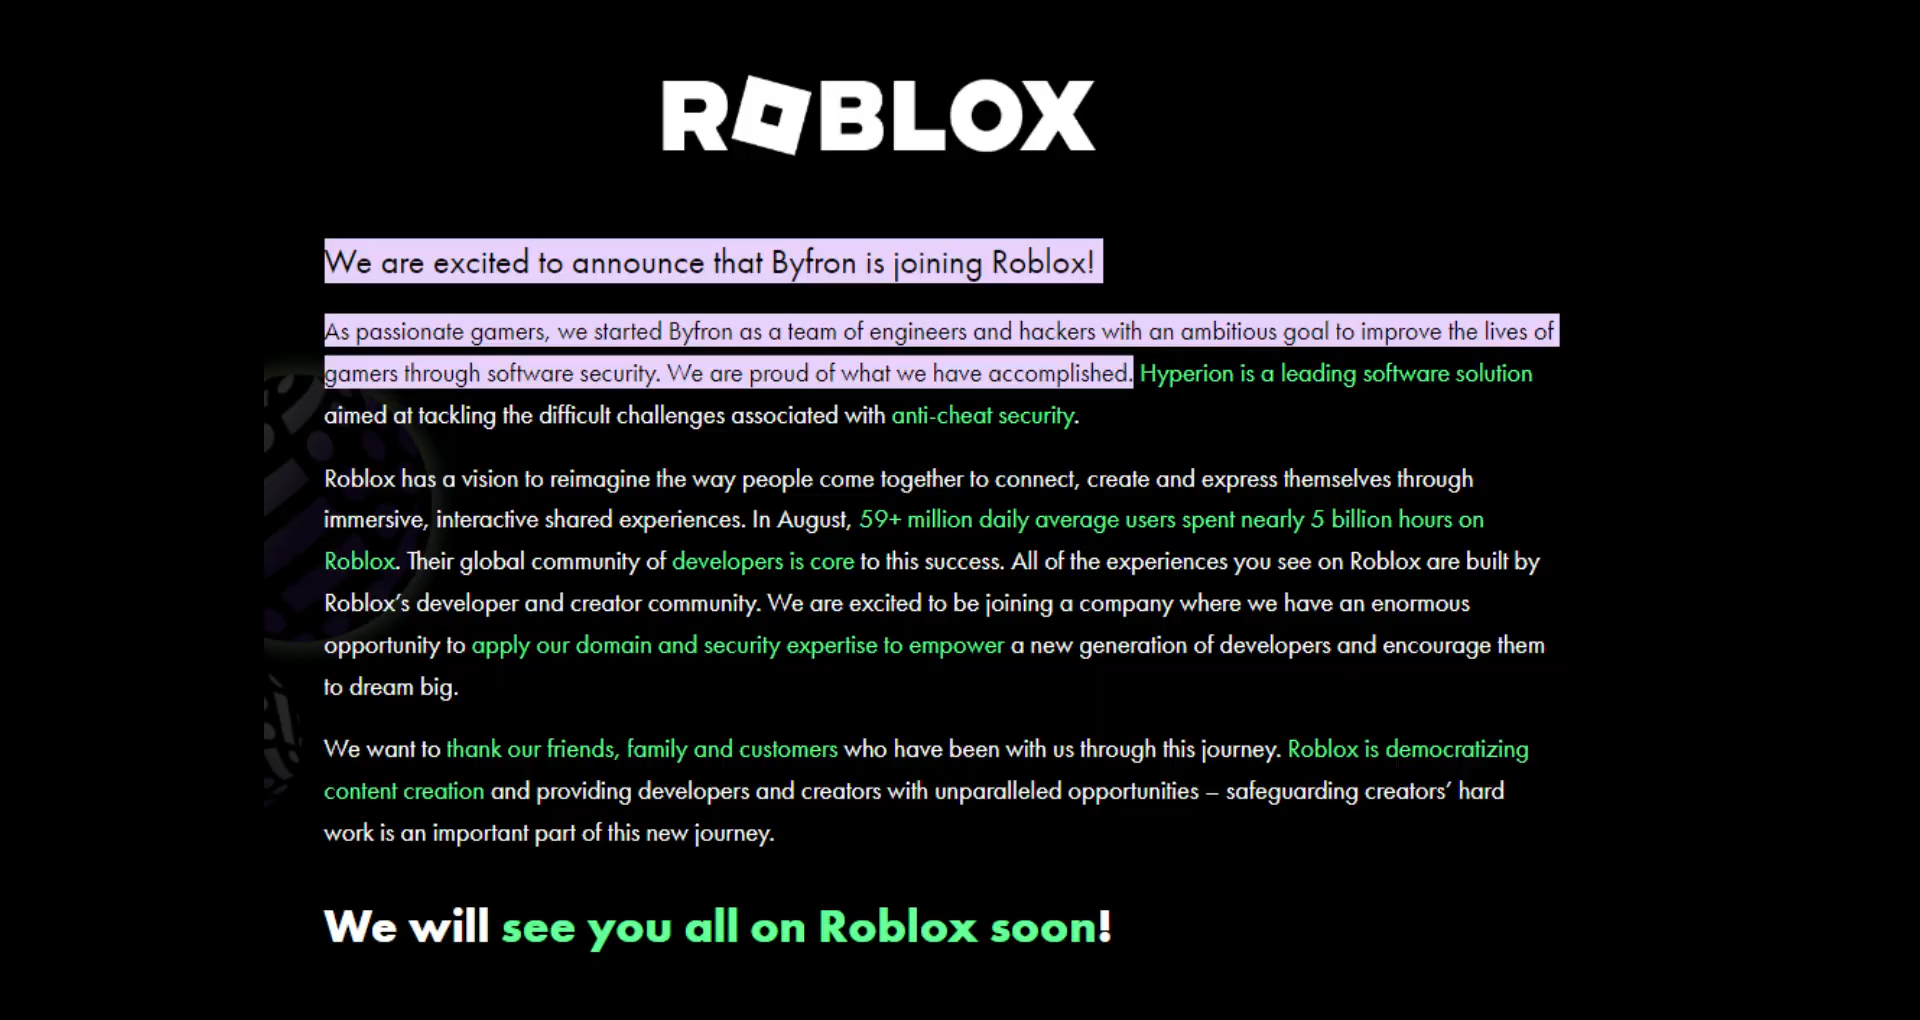 ROBLOX
We are excited to announce that Byfron is joining Roblox!
As passionate gamers, we started Byfron as a team of engineers and hackers with an ambitious goal to improve the lives of
gamers through software security. We are proud of what we have accomplished. Hyperion is a leading software solution
aimed at tackling the difficult challenges associated with anti-cheat security.
Roblox has a vision to reimagine the way people come together to connect, create and express themselves through
immersive, interactive shared experiences. In August, 59+ million daily average users spent nearly 5 billion hours on
Roblox. Their global community of developers is core to this success. All of the experiences you see on Roblox are built by
Roblox’s developer and creator community. We are excited to be joining a company where we have an enormous
opportunity to apply our domain and security expertise to empower a new generation of developers and encourage them
to dream big.
We want to thank our friends, family and customers who have been with us through this journey. Roblox is democratizing
content creation and providing developers and creators with unparalleled opportunities – safeguarding creators’ hard
work is an important part of this new journey.
We will see you all on Roblox soon!